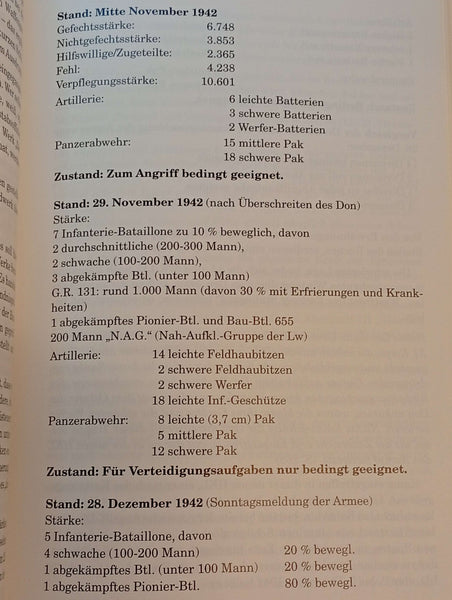 Stand: Mitte November 1942
Gefechtsstärke: 6.748
Nichtgefechtsstärke: 3.853
Hilfswillige/Zugeteilte: 2.365
Fehl: 4.238
Verpflegungsstärke: 10.601
Artillerie: 6 leichte Batterien
3 schwere Batterien
2 Werfer-Batterien
Panzerabwehr: 15 mittlere Pak
18 schwere Pak
Zustand: Zum Angriff bedingt geeignet.
Stand: 29. November 1942 (nach Überschreiten des Don)
Stärke:
7 Infanterie-Bataillone zu 10 % beweglich, davon
2 durchschnittliche (200-300 Mann),
2 schwache (100-200 Mann),
3 abgekämpfte Btl. (unter 100 Mann)
G.R. 131: rund 1.000 Mann (davon 30 % mit Erfrierungen und Krank-
heiten)
1 abgekämpftes Pionier-Btl. und Bau-Btl. 655
200 Mann „N.A.G.“ (Nah-Aufkl.-Gruppe der Lw)
Artillerie: 14 leichte Feldhaubitzen
2 schwere Feldhaubitzen
2 schwere Werfer
18 leichte Inf.-Geschütze
Panzerabwehr: 8 leichte (3,7 cm) Pak
5 mittlere Pak
12 schwere Pak
Zustand: Für Verteidigungsaufgaben nur bedingt geeignet.
Stand: 28. Dezember 1942 (Sonntagsmeldung der Armee)
Stärke:
5 Infanterie-Bataillone, davon
4 schwache (100-200 Mann) 20 % bewegl.
1 abgekämpftes Btl. (unter 100 Mann) 20 % bewegl
1 abgekämpftes Pionier-Btl. 80 % bewegl.